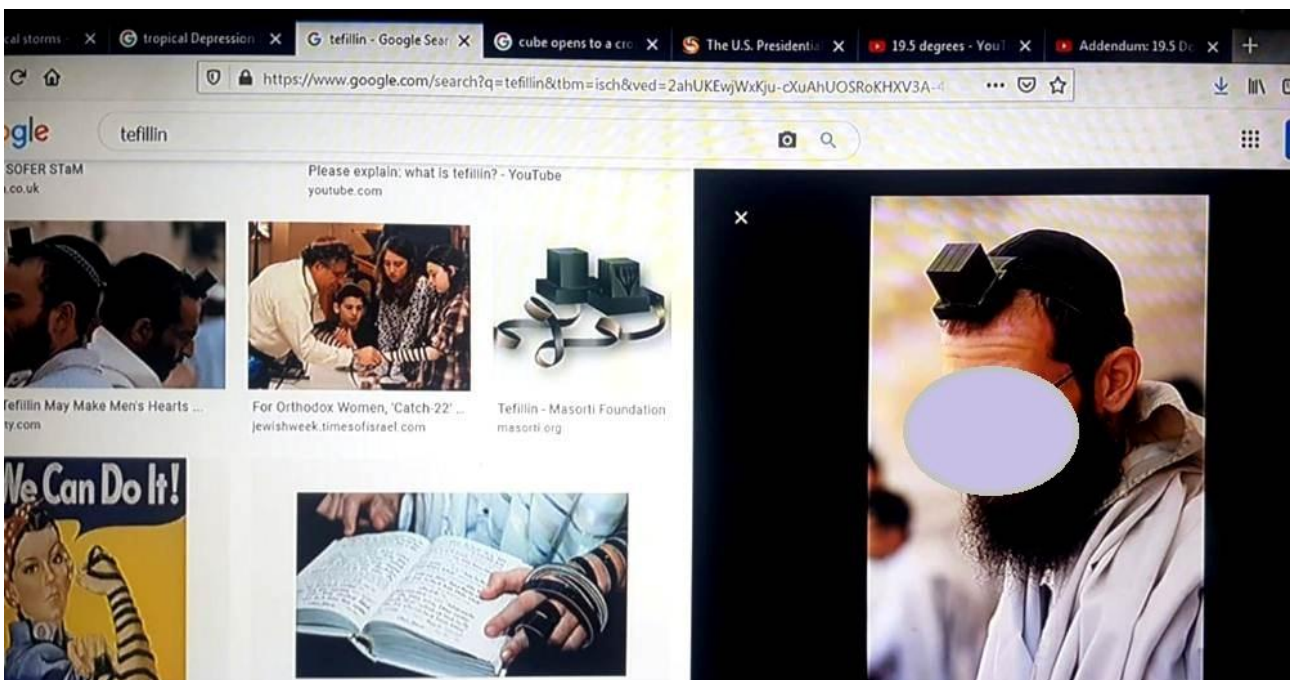 cal storms -
tropical Depression
tefillin - Google Sear
cube opens to a cro
The U.S. Presidentia
19.5 degrees - YouT
Addendum: 19.5 De
https://www.google.com/search?q=tefillin&tbm=isch&ved=2ahUKEwjWxKju-cXuAhUOSRoKHXV3A-
ogle
tefillin
SOFER STaM
.co.uk
Please explain: what is tefillin? - YouTube
youtube.com
Tefillin May Make Men's Hearts ...
ty.com
For Orthodox Women, 'Catch-22' ...
jewishweek.timesofisrael.com
Tefillin - Masorti Foundation
masorti.org
We Can Do It!